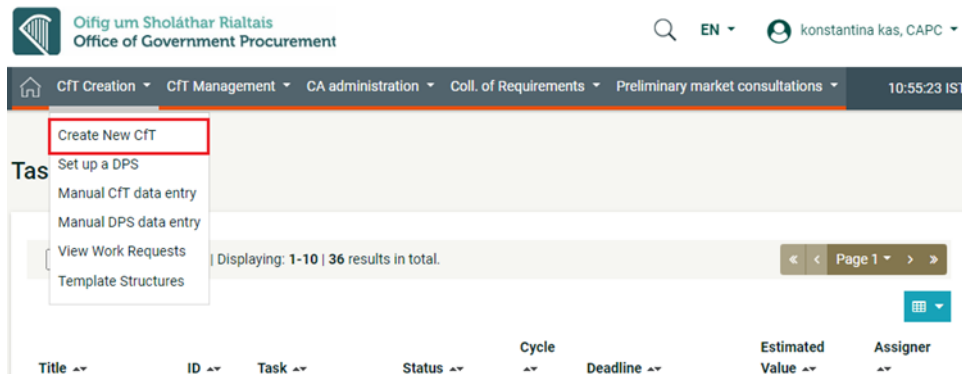 Oifig um Sholáthar Rialtais
Office of Government Procurement
EN
konstantina kas, CAPC
CfT Creation
CfT Management
CA administration
Coll. of Requirements
Preliminary market consultations
10:55:23 IST
Create New CfT
Set up a DPS
Manual CfT data entry
Manual DPS data entry
View Work Requests
Template Structures
Tas
| Displaying: 1-10 | 36 results in total.
« ‹ Page 1 › »
Title
ID
Task
Status
Cycle
Deadline
Estimated
Value
Assigner